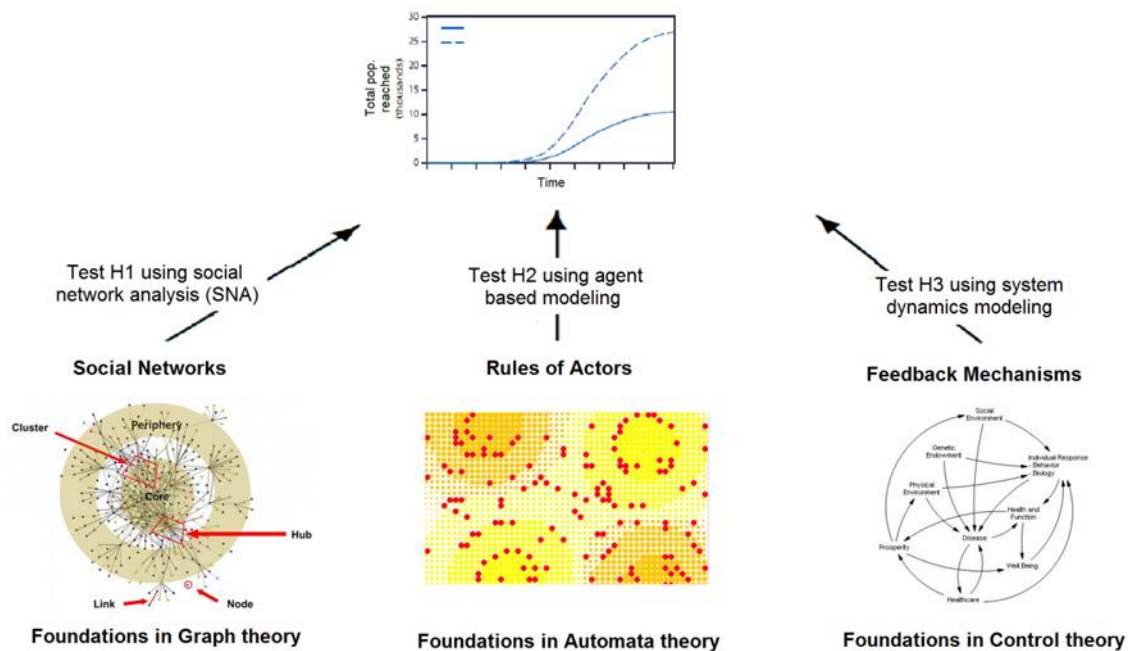 30
25
20
15
10
5
0
Total pop.
reached
(thousands)
Time
Test H1 using social
network analysis (SNA)
Test H2 using agent
based modeling
Test H3 using system
dynamics modeling
Social Networks
Rules of Actors
Feedback Mechanisms
Cluster
Periphery
Core
Hub
Link
Node
Social
Environment
Genetic
Endowment
Individual Response
- Behavior
- Biology
Physical
Environment
Health and
Function
Disease
Prosperity
Well Being
Healthcare
Foundations in Graph theory
Foundations in Automata theory
Foundations in Control theory